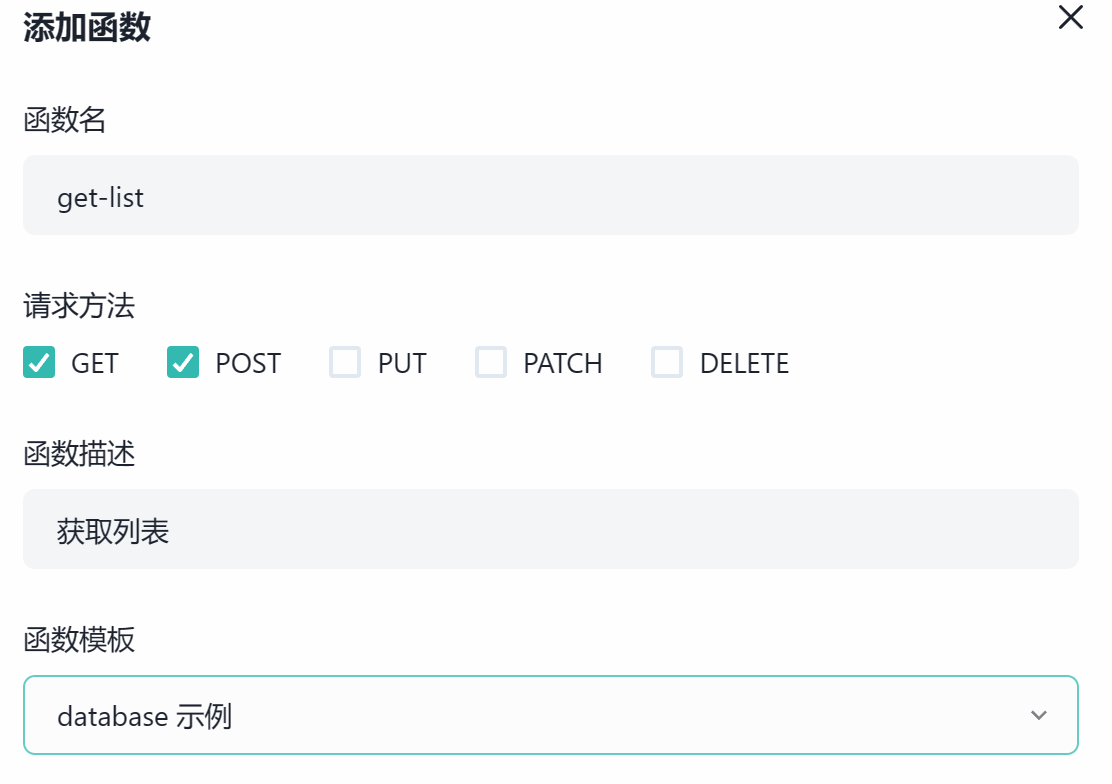 添加函数
函数名
get-list
请求方法
GET POST PUT PATCH DELETE
函数描述
获取列表
函数模板
database 示例